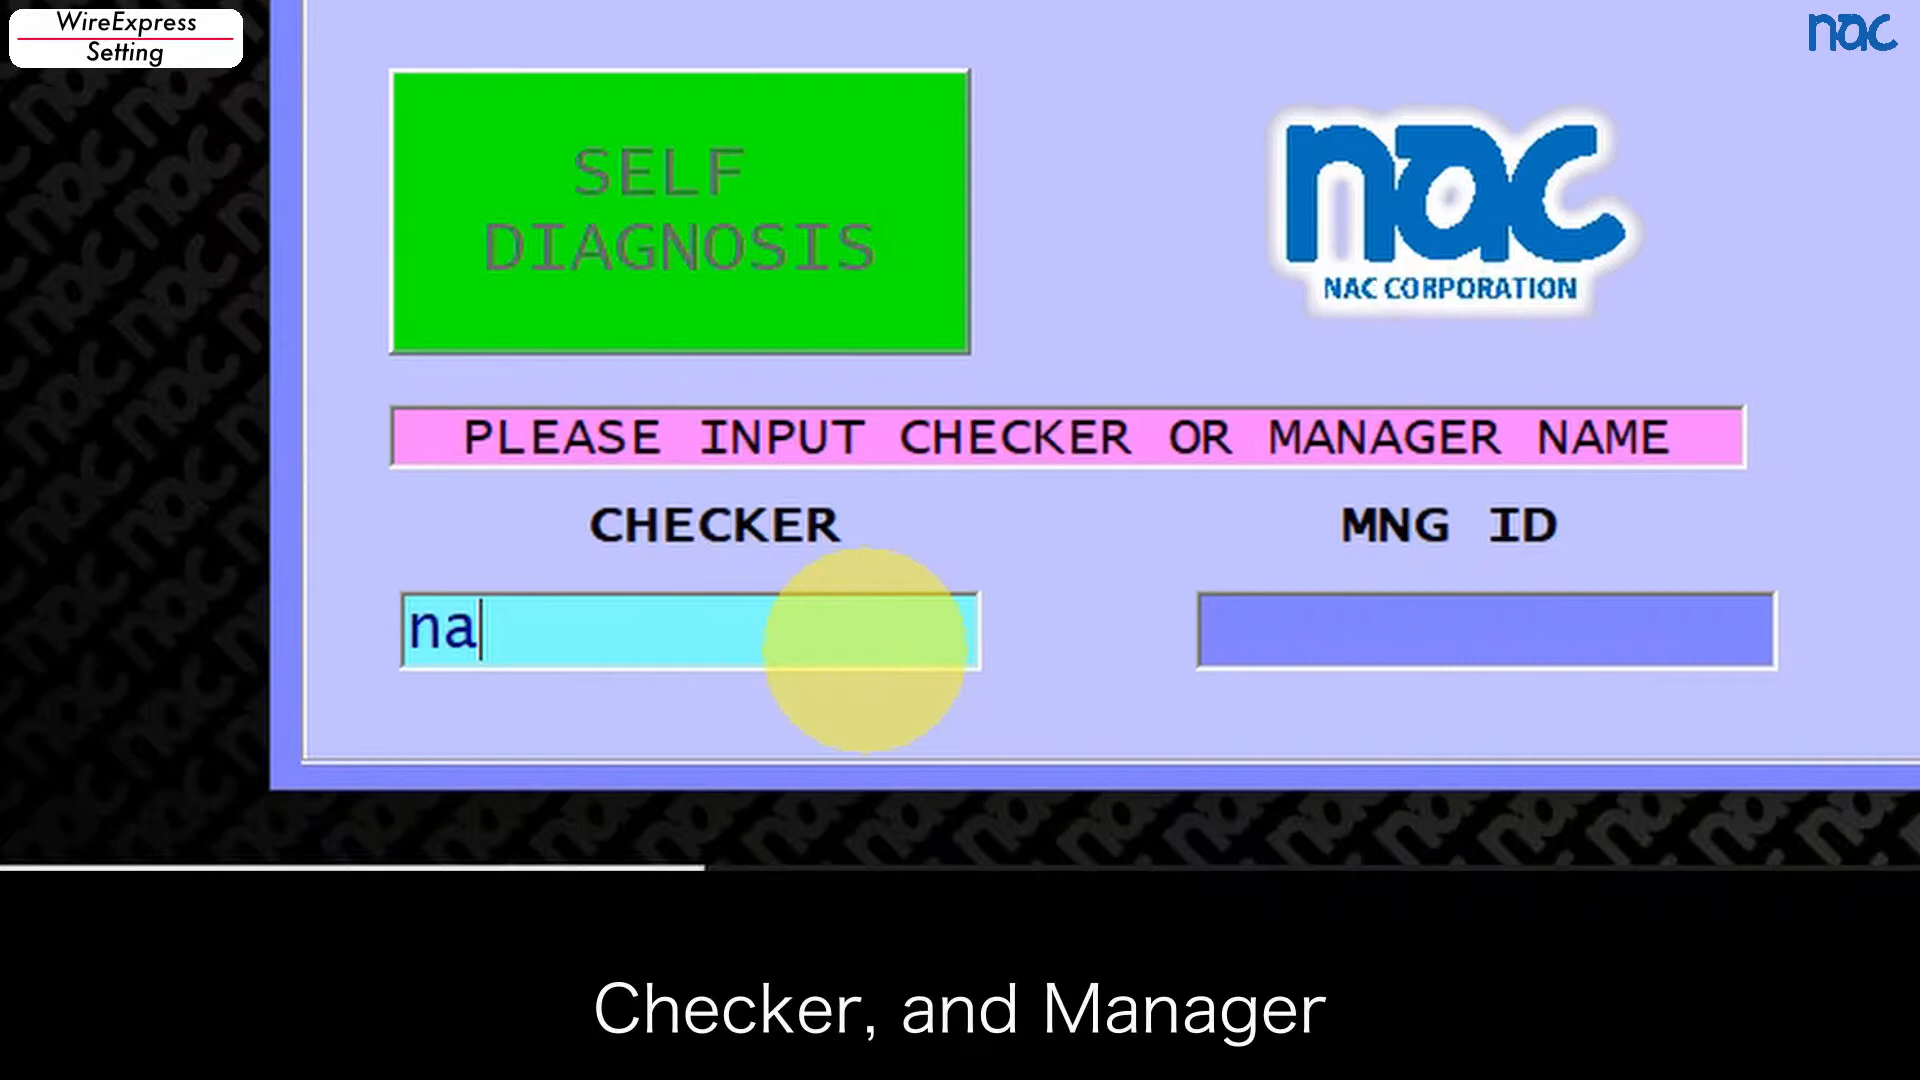 WireExpress
Setting
nac
SELF
DIAGNOSIS
nac
NAC CORPORATION
PLEASE INPUT CHECKER OR MANAGER NAME
CHECKER
MNG ID
na
Checker, and Manager